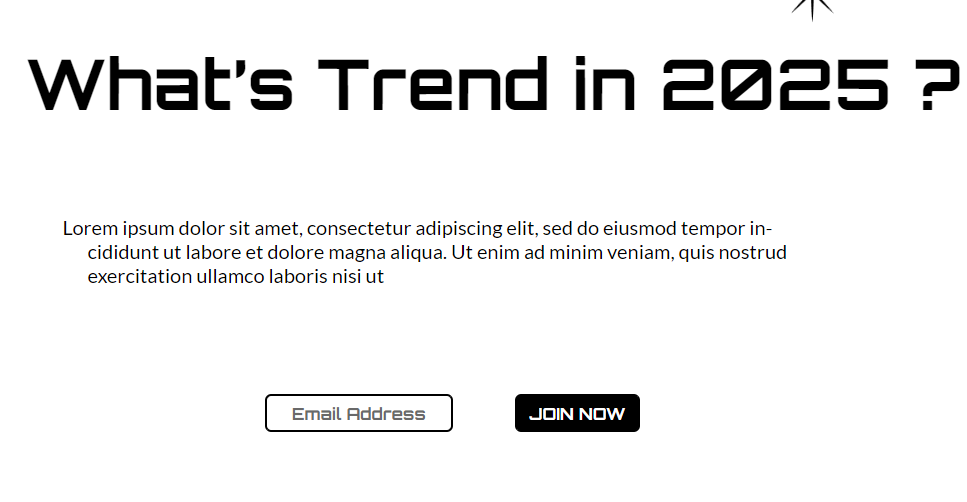 What's Trend in 2025 ?
Lorem ipsum dolor sit amet, consectetur adipiscing elit, sed do eiusmod tempor in-
cididunt ut labore et dolore magna aliqua. Ut enim ad minim veniam, quis nostrud
exercitation ullamco laboris nisi ut
Email Address
JOIN NOW